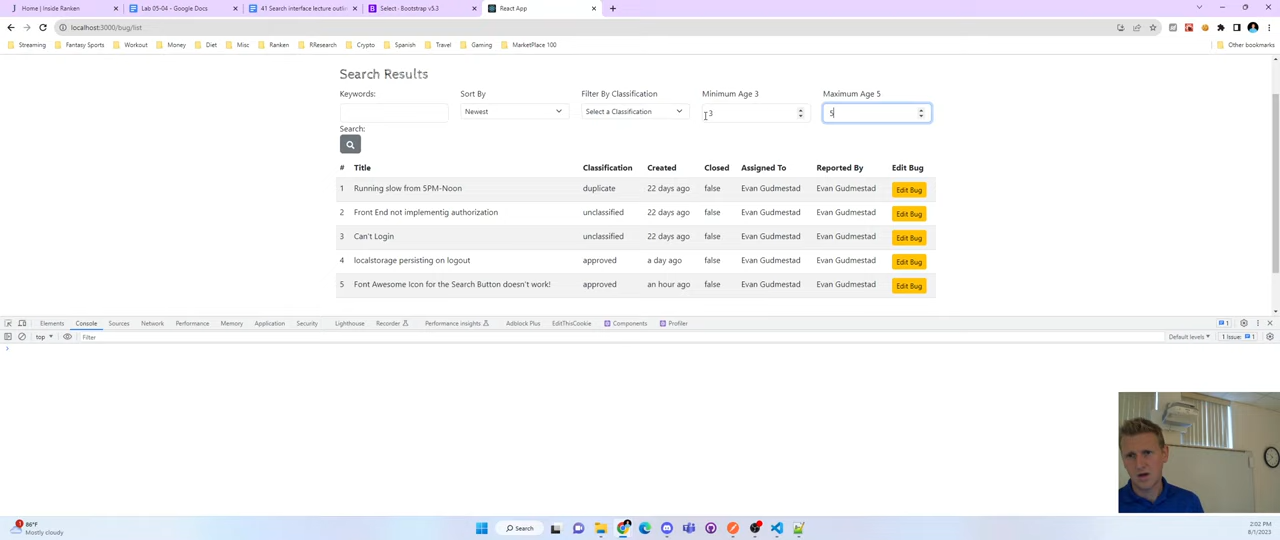 Home | Inside Ranken
Lab 05-04 - Google Docs
41 Search interface lecture outli
Select · Bootstrap v5.3
React App
localhost:3000/bug/list
Streaming
Fantasy Sports
Workout
Money
Diet
Misc
Ranken
RResearch
Crypto
Spanish
Travel
Gaming
MarketPlace 100
Other bookmarks
Search Results
Keywords:
Sort By
Filter By Classification
Minimum Age 3
Maximum Age 5
Newest
Select a Classification
3
5
Search:
# Title Classification Created Closed Assigned To Reported By Edit Bug
1 Running slow from 5PM-Noon duplicate 22 days ago false Evan Gudmestad Evan Gudmestad Edit Bug
2 Front End not implementig authorization unclassified 22 days ago false Evan Gudmestad Evan Gudmestad Edit Bug
3 Can't Login unclassified 22 days ago false Evan Gudmestad Evan Gudmestad Edit Bug
4 localstorage persisting on logout approved a day ago false Evan Gudmestad Evan Gudmestad Edit Bug
5 Font Awesome Icon for the Search Button doesn't work! approved an hour ago false Evan Gudmestad Evan Gudmestad Edit Bug
Elements Console Sources Network Performance Memory Application Security Lighthouse Recorder Performance insights Adblock Plus EditThisCookie Components Profiler 1
top Filter Default levels 1 Issue: 1
86°F
Mostly cloudy
Search
2:02 PM
8/1/2023